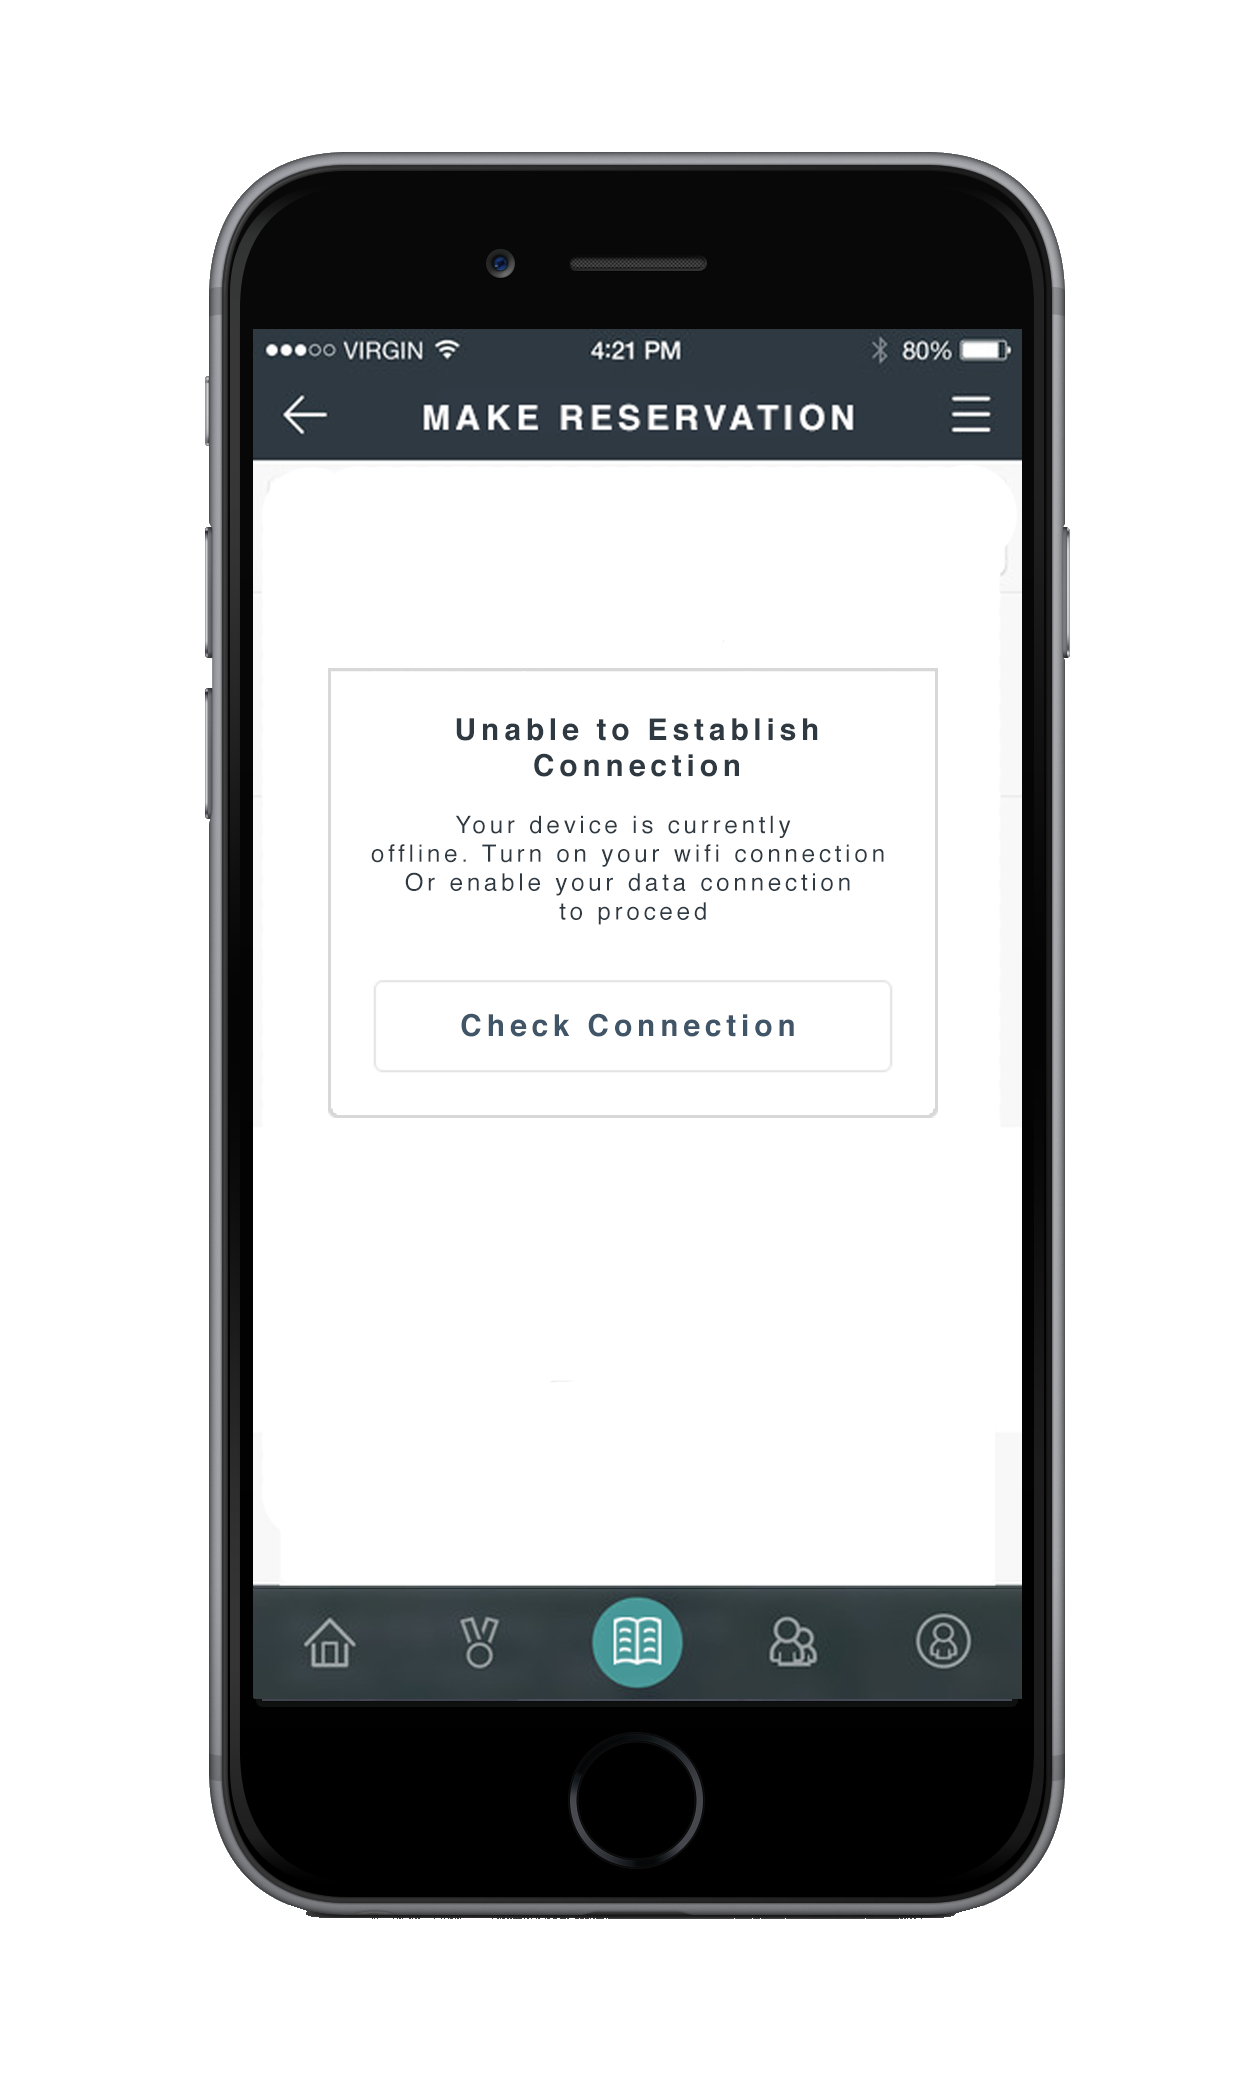 VIRGIN 4:21 PM 80%
MAKE RESERVATION
Unable to Establish
Connection
Your device is currently
offline. Turn on your wifi connection
Or enable your data connection
to proceed
Check Connection